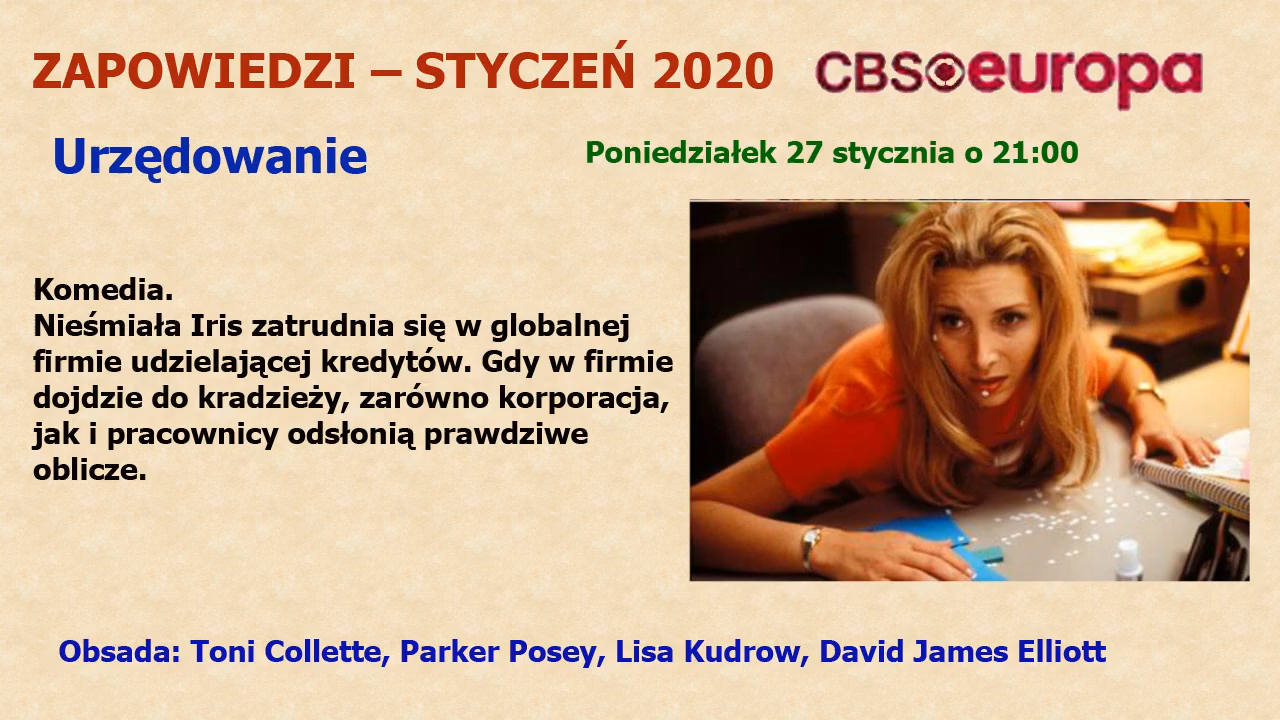 ZAPOWIEDZI – STYCZEŃ 2020
CBS europa
Urzędowanie
Poniedziałek 27 stycznia o 21:00
Komedia.
Nieśmiała Iris zatrudnia się w globalnej
firmie udzielającej kredytów. Gdy w firmie
dojdzie do kradzieży, zarówno korporacja,
jak i pracownicy odsłonią prawdziwe
oblicze.
Obsada: Toni Collette, Parker Posey, Lisa Kudrow, David James Elliott